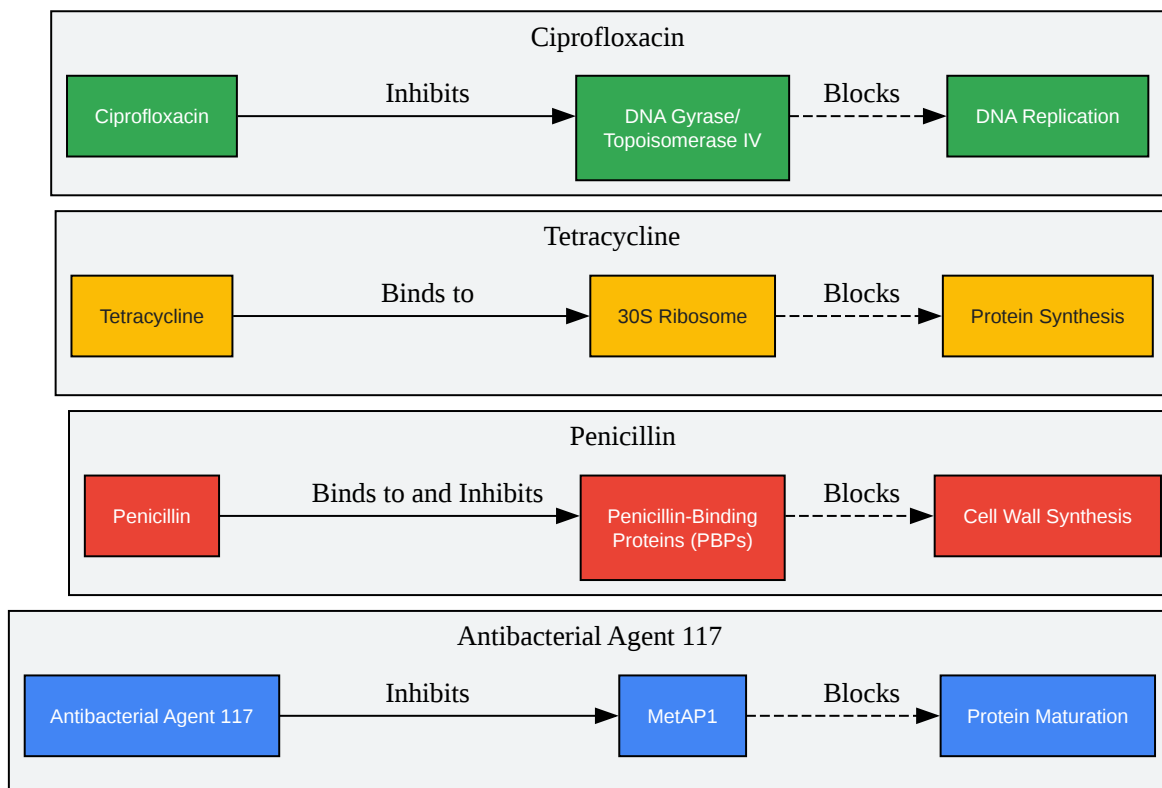 Ciprofloxacin
Inhibits
Blocks
Ciprofloxacin
DNA Gyrase/
Topoisomerase IV
DNA Replication
Tetracycline
Binds to
Blocks
Tetracycline
30S Ribosome
Protein Synthesis
Penicillin
Binds to and Inhibits
Blocks
Penicillin
Penicillin-Binding
Proteins (PBPs)
Cell Wall Synthesis
Antibacterial Agent 117
Inhibits
Blocks
Antibacterial Agent 117
MetAP1
Protein Maturation